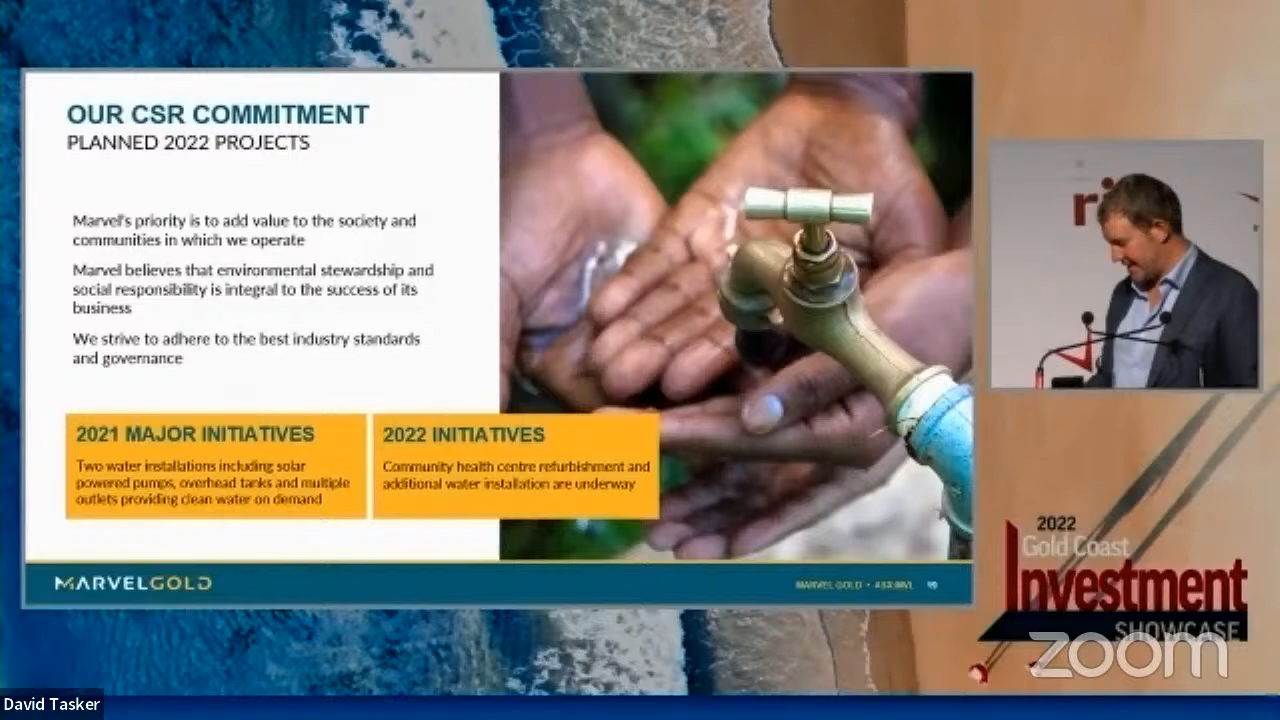 OUR CSR COMMITMENT
PLANNED 2022 PROJECTS
Marvel's priority is to add value to the society and
communities in which we operate
Marvel believes that environmental stewardship and
social responsibility is integral to the success of its
business
We strive to adhere to the best industry standards
and governance
2021 MAJOR INITIATIVES
Two water installations including solar
powered pumps, overhead tanks and multiple
outlets providing clean water on demand
2022 INITIATIVES
Community health centre refurbishment and
additional water installation are underway
MARVELGOLD
MARVEL GOLD • ASX:MVL
2022
Gold Coast
Investment
SHOWCASE
zoom
David Tasker